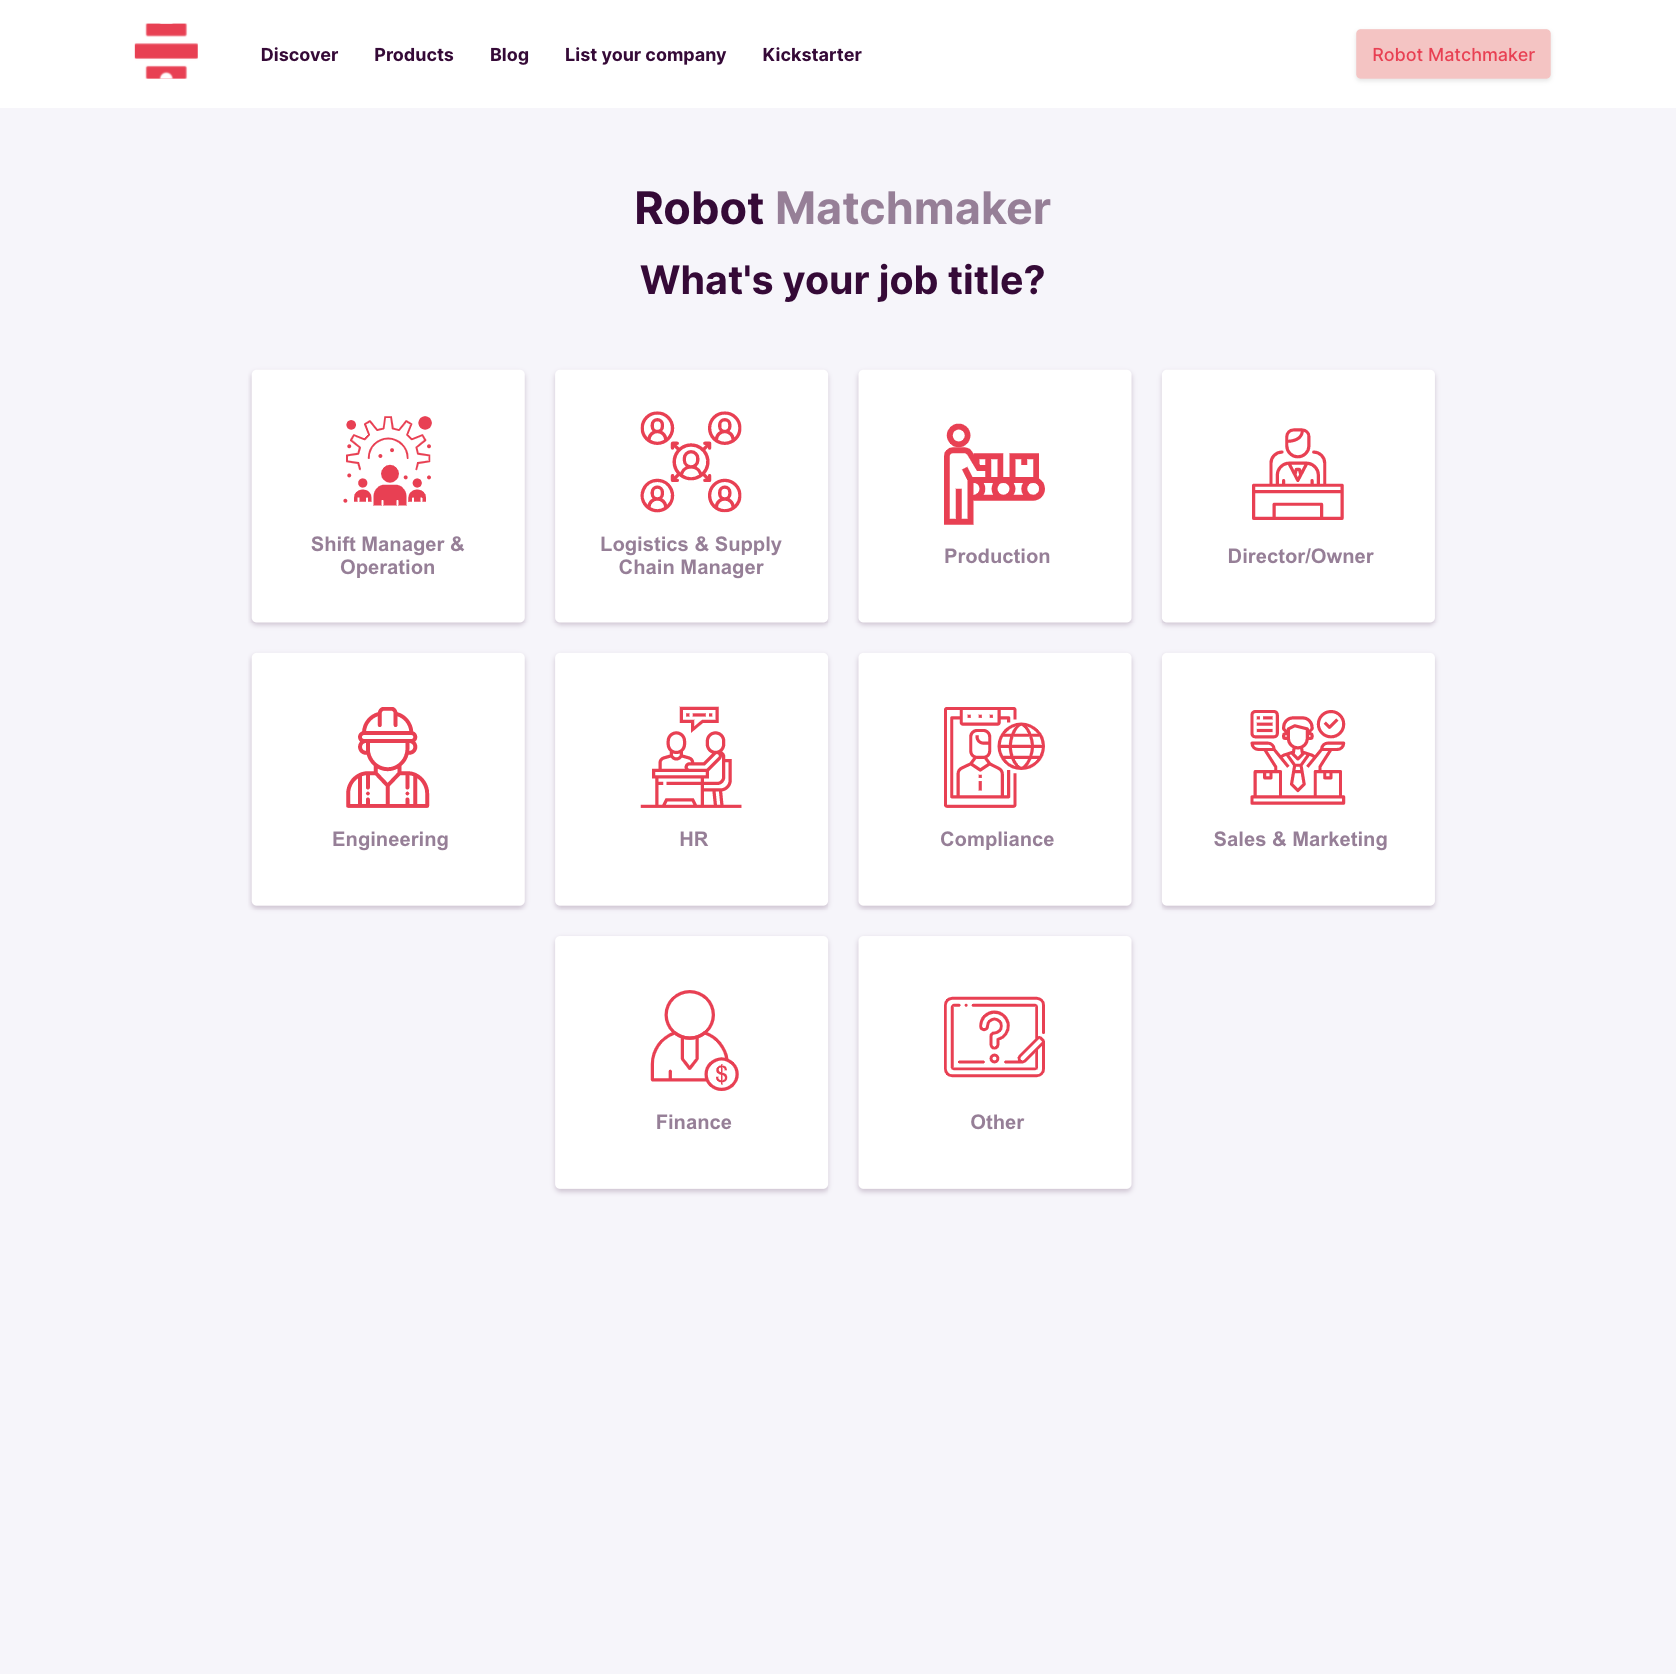 Discover Products Blog List your company Kickstarter Robot Matchmaker
Robot Matchmaker
What's your job title?
Shift Manager &
Operation
Logistics & Supply
Chain Manager
Production
Director/Owner
Engineering
HR
Compliance
Sales & Marketing
Finance
Other